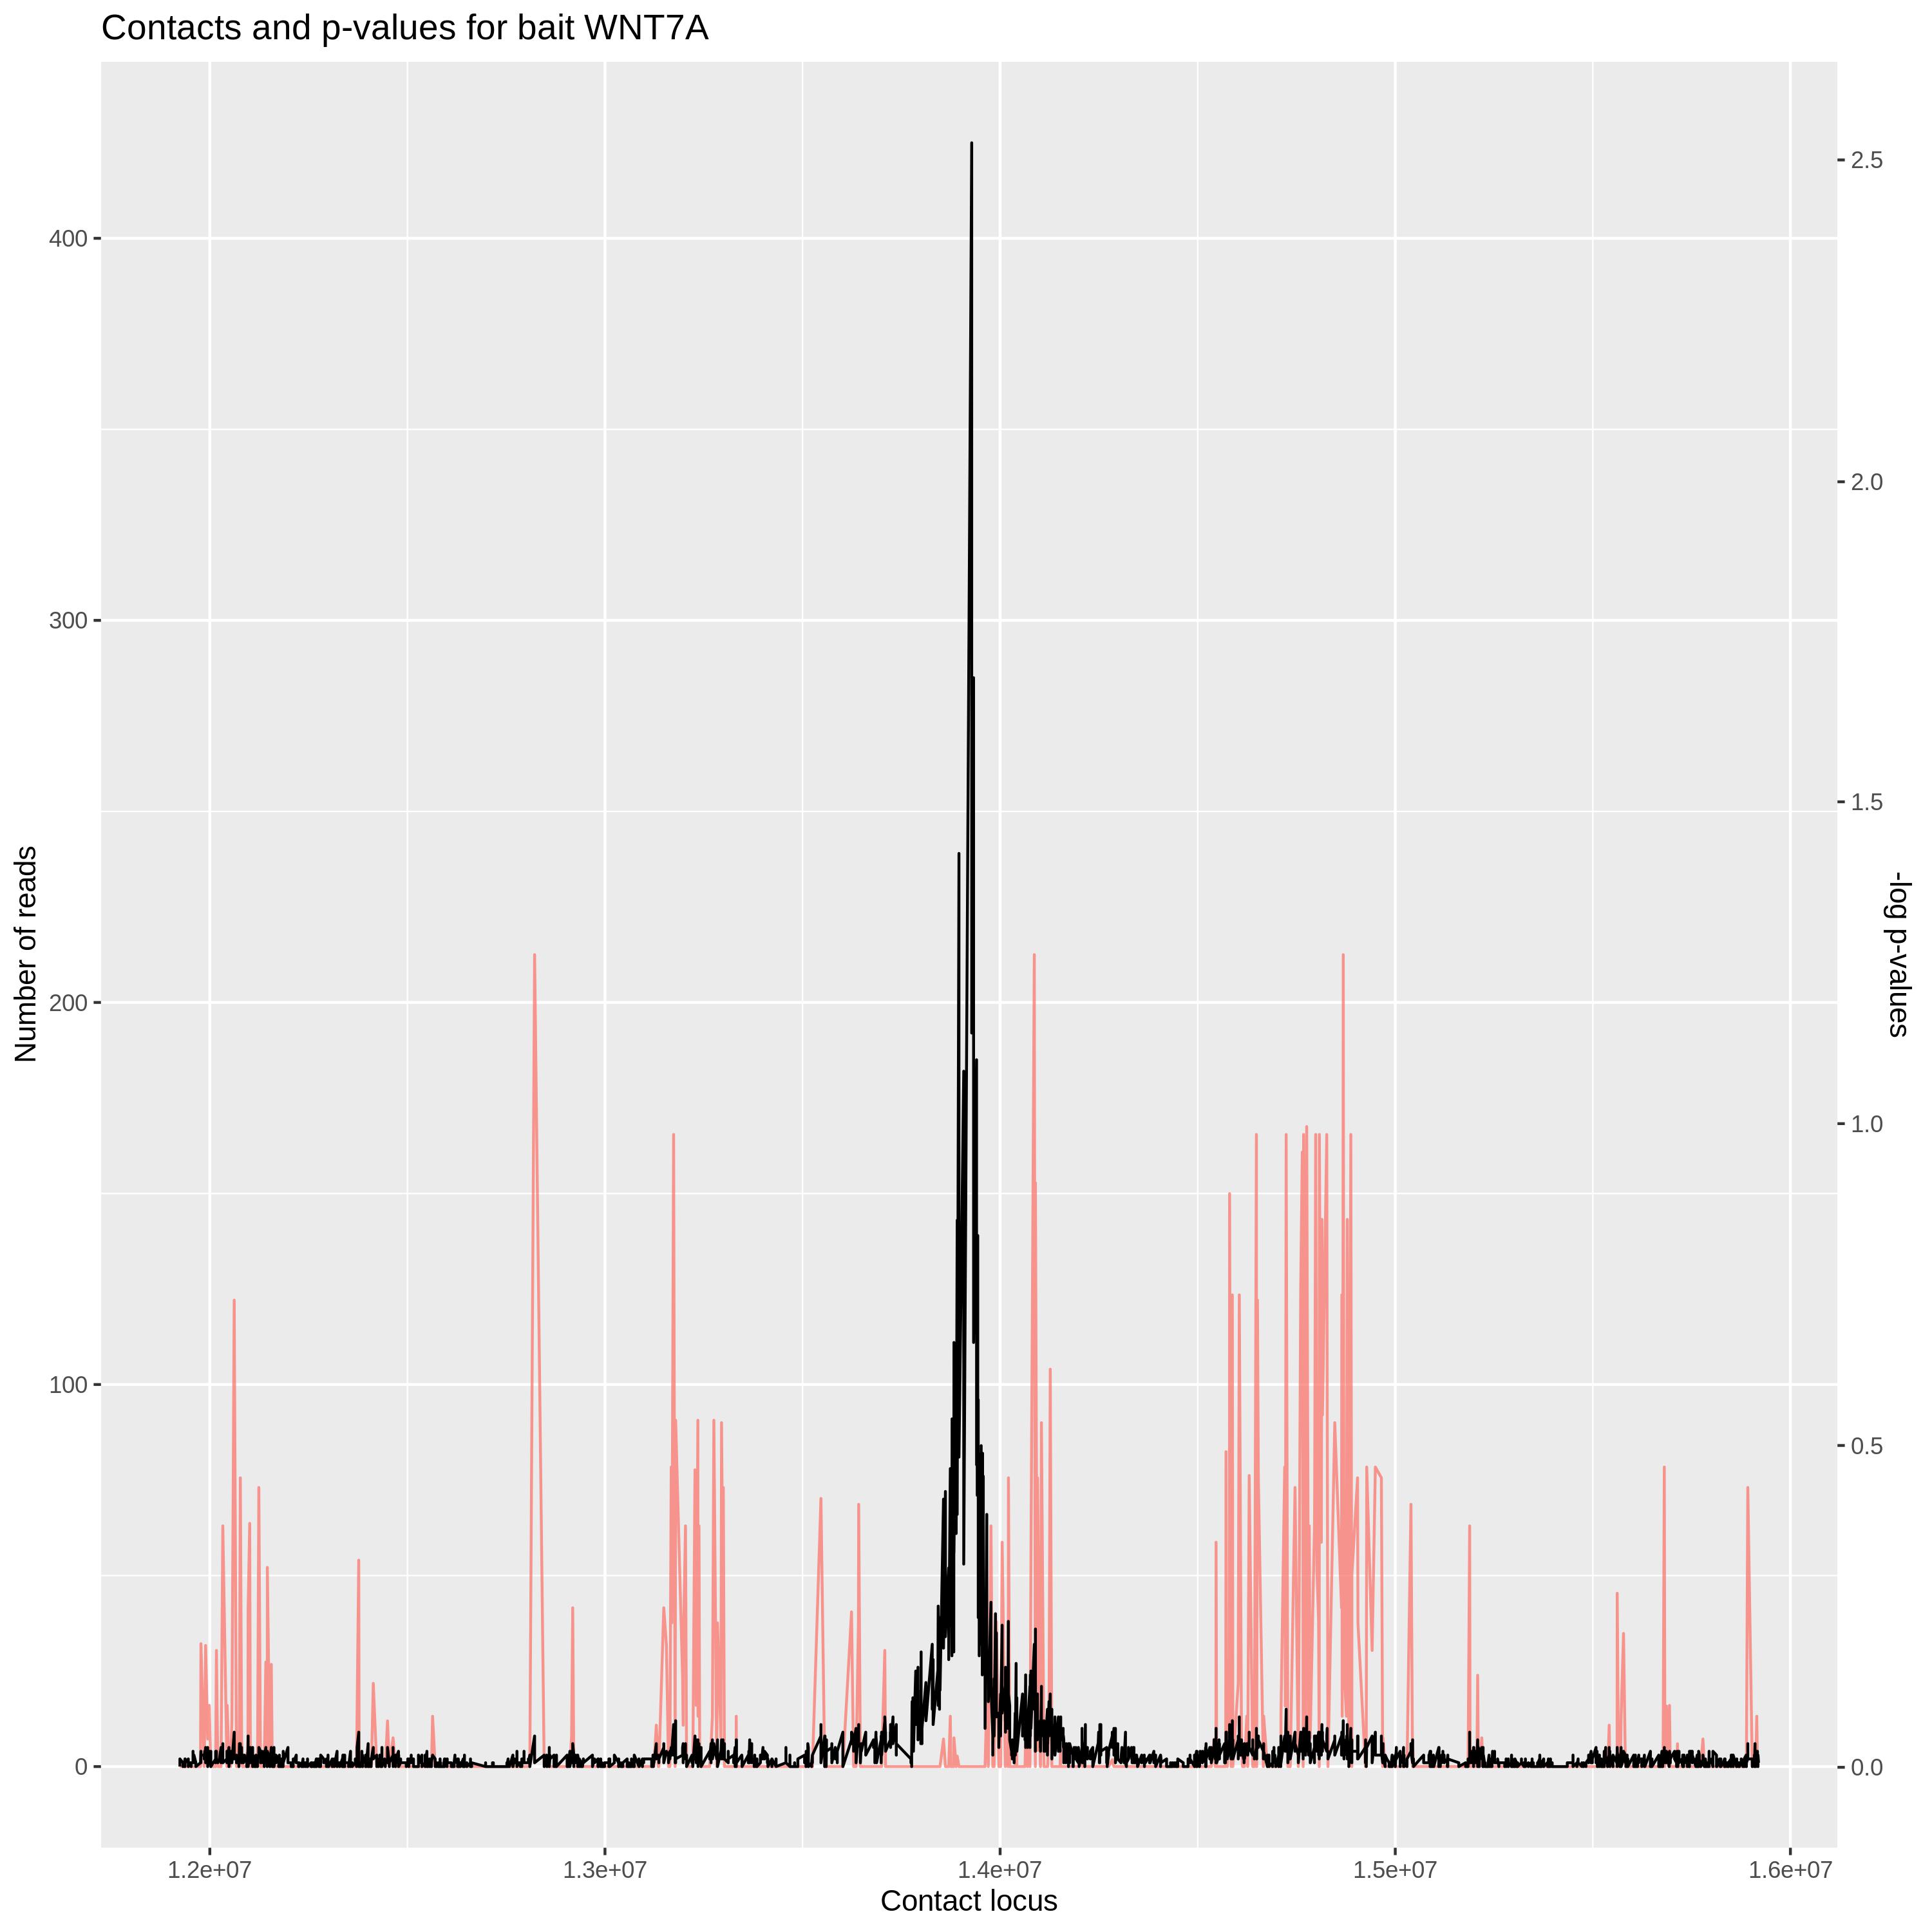 Contacts and p-values for bait WNT7A
400
300
200
100
0
Number of reads
2.5
2.0
1.5
1.0
0.5
0.0
-log p-values
1.2e+07
1.3e+07
1.4e+07
1.5e+07
1.6e+07
Contact locus